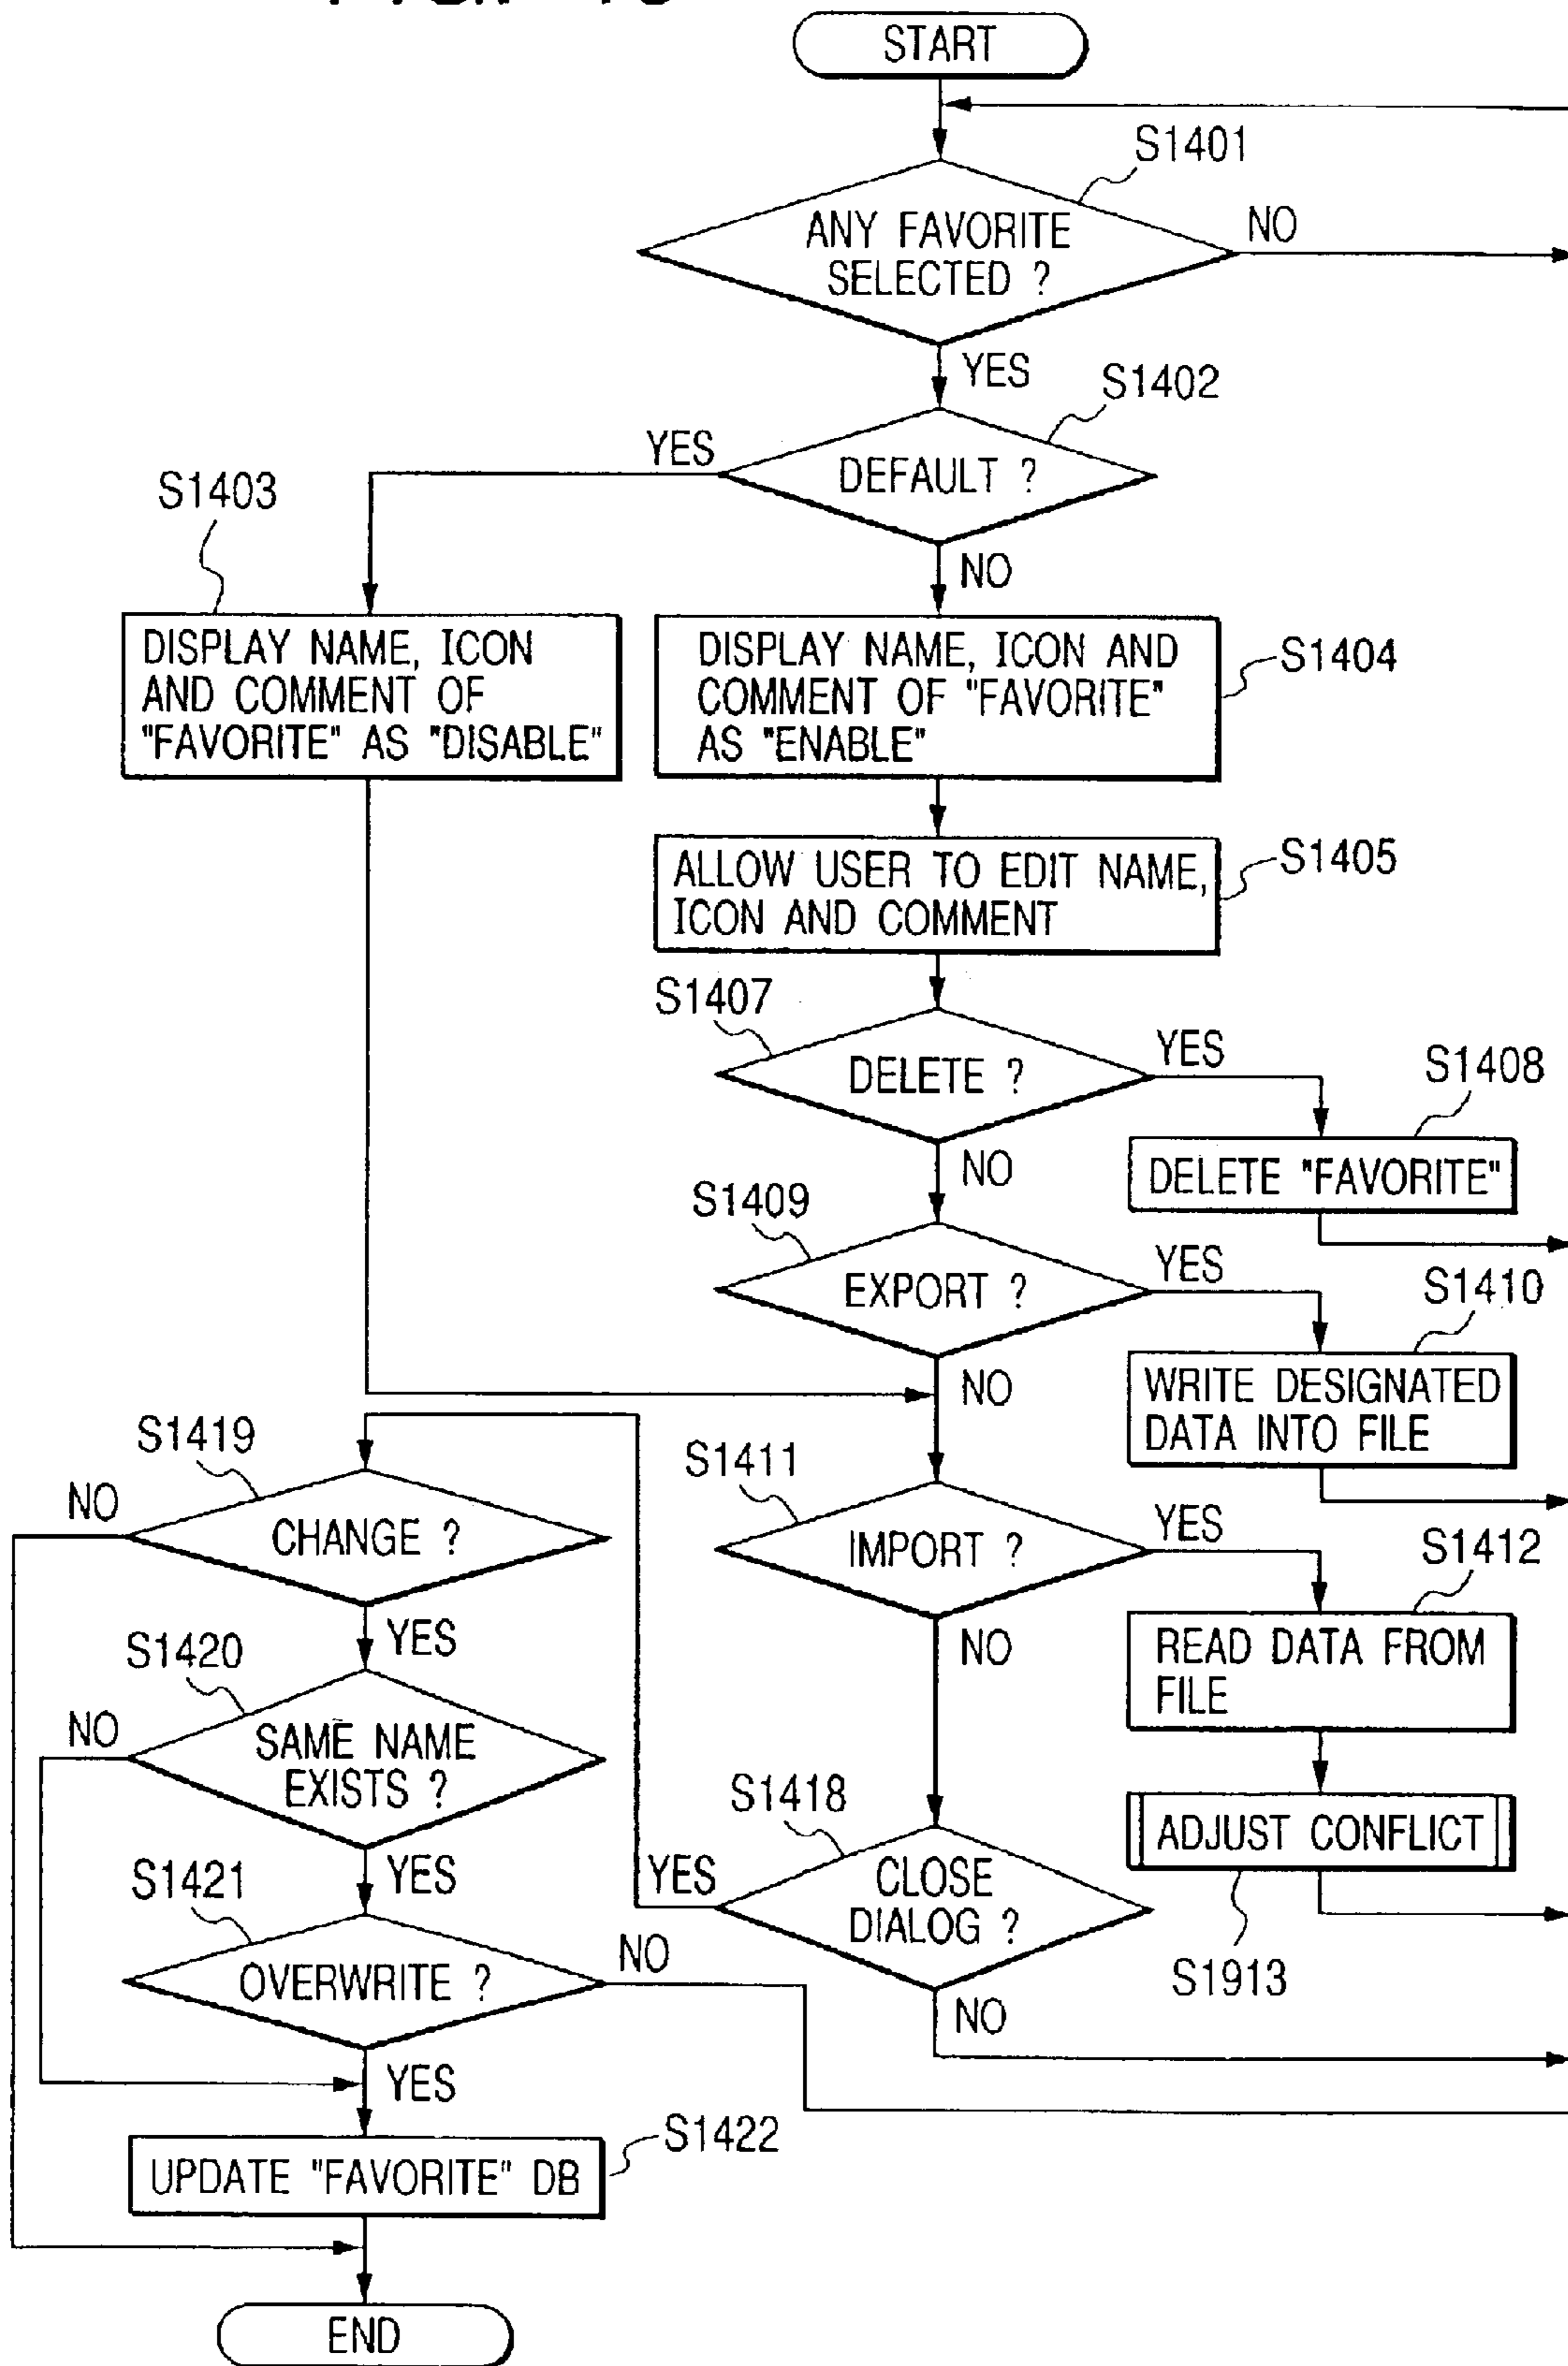 START
S1401
ANY FAVORITE
SELECTED ?
NO
YES
S1402
YES
DEFAULT ?
S1403
NO
DISPLAY NAME, ICON
AND COMMENT OF
"FAVORITE" AS "DISABLE"
DISPLAY NAME, ICON AND
COMMENT OF "FAVORITE"
AS "ENABLE"
S1404
ALLOW USER TO EDIT NAME,
ICON AND COMMENT
S1405
S1407
DELETE ?
YES
S1408
NO
DELETE "FAVORITE"
S1409
EXPORT ?
YES
S1410
NO
WRITE DESIGNATED
DATA INTO FILE
S1419
NO
CHANGE ?
S1411
IMPORT ?
YES
S1412
YES
NO
READ DATA FROM
FILE
S1420
NO
SAME NAME
EXISTS ?
S1418
ADJUST CONFLICT
YES
YES
CLOSE
DIALOG ?
S1421
OVERWRITE ?
NO
S1913
NO
YES
UPDATE "FAVORITE" DB
S1422
END